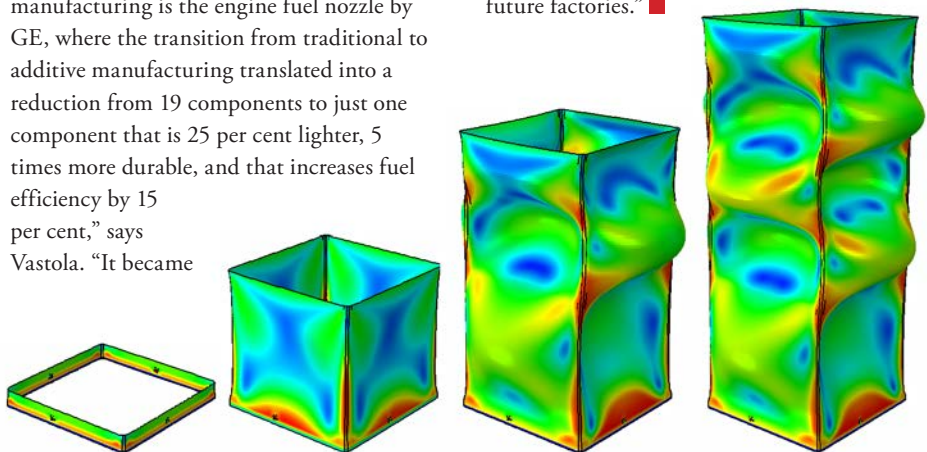 manufacturing is the engine fuel nozzle by
GE, where the transition from traditional to
additive manufacturing translated into a
reduction from 19 components to just one
component that is 25 per cent lighter, 5
times more durable, and that increases fuel
efficiency by 15
per cent,” says
Vastola. “It became
future factories.”